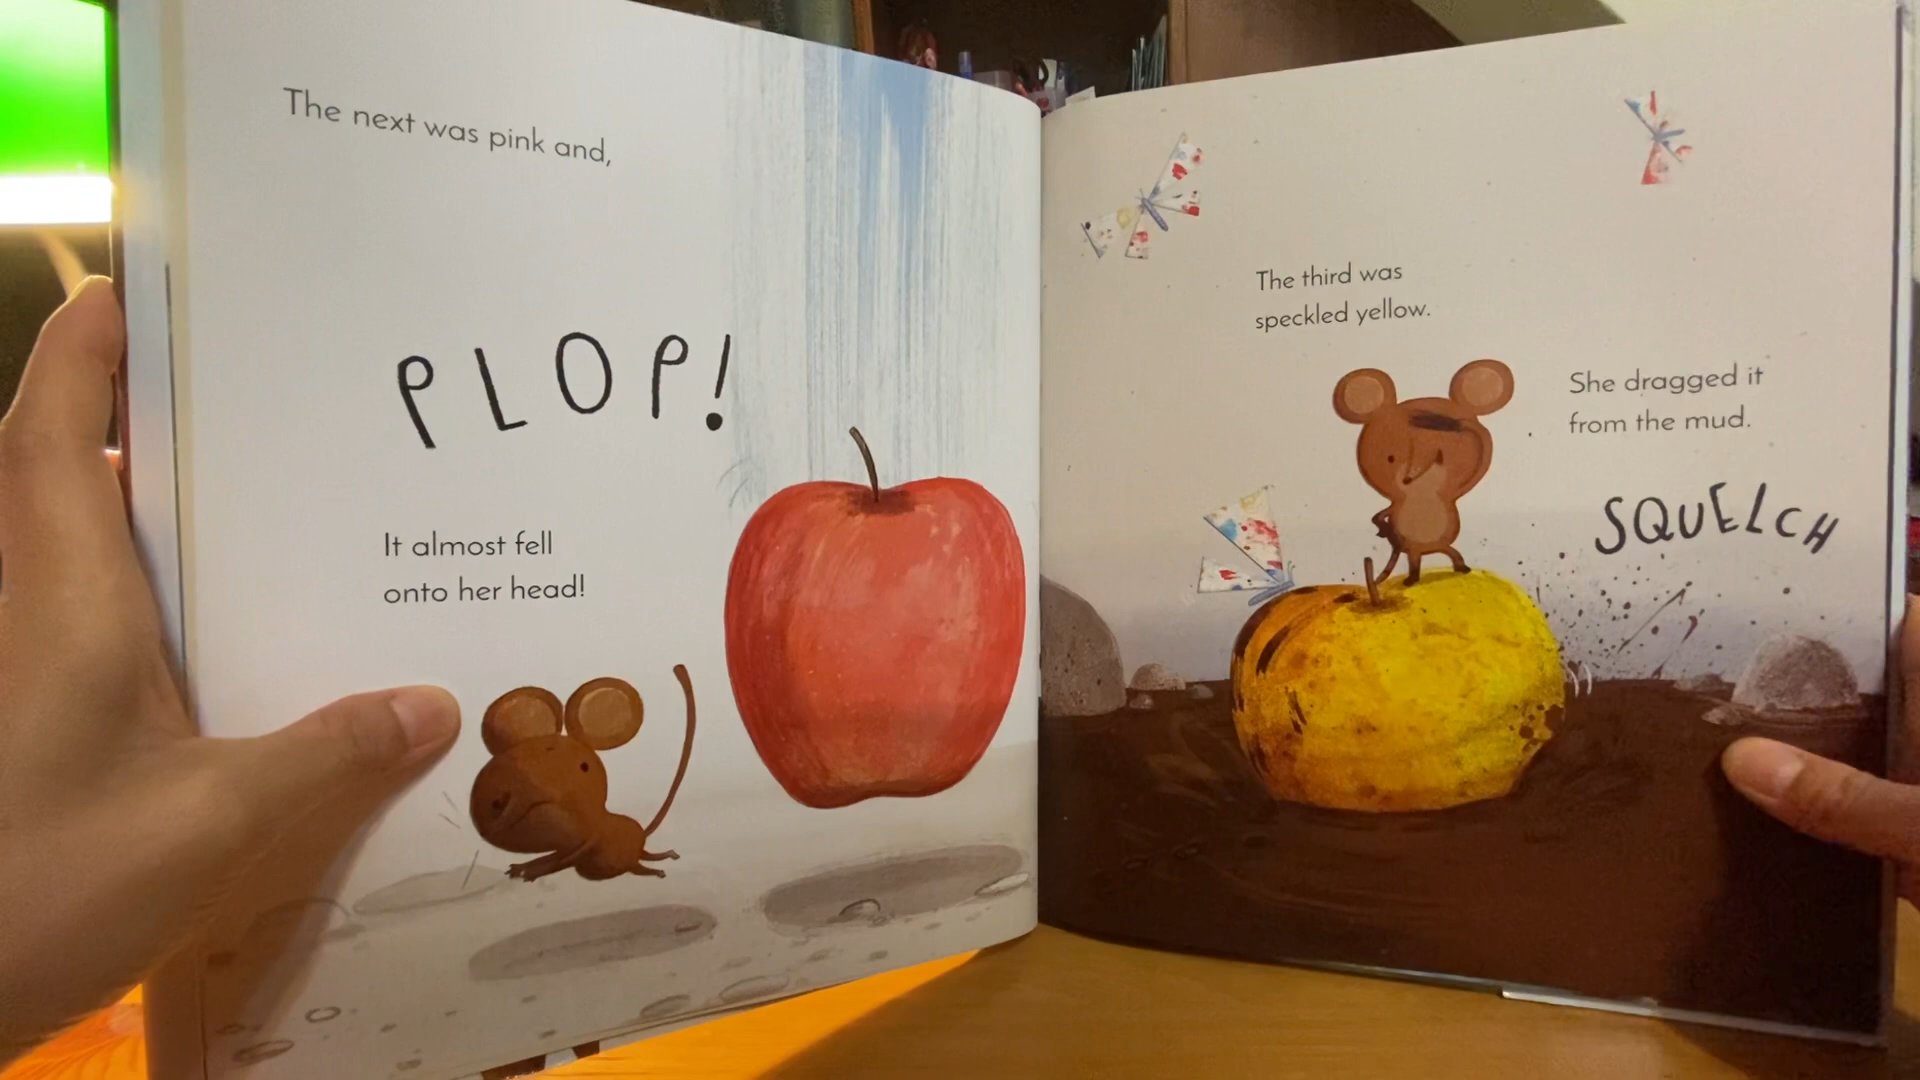 The next was pink and,
PLOP!
It almost fell
onto her head!
The third was
speckled yellow.
She dragged it
from the mud.
SQUELCH